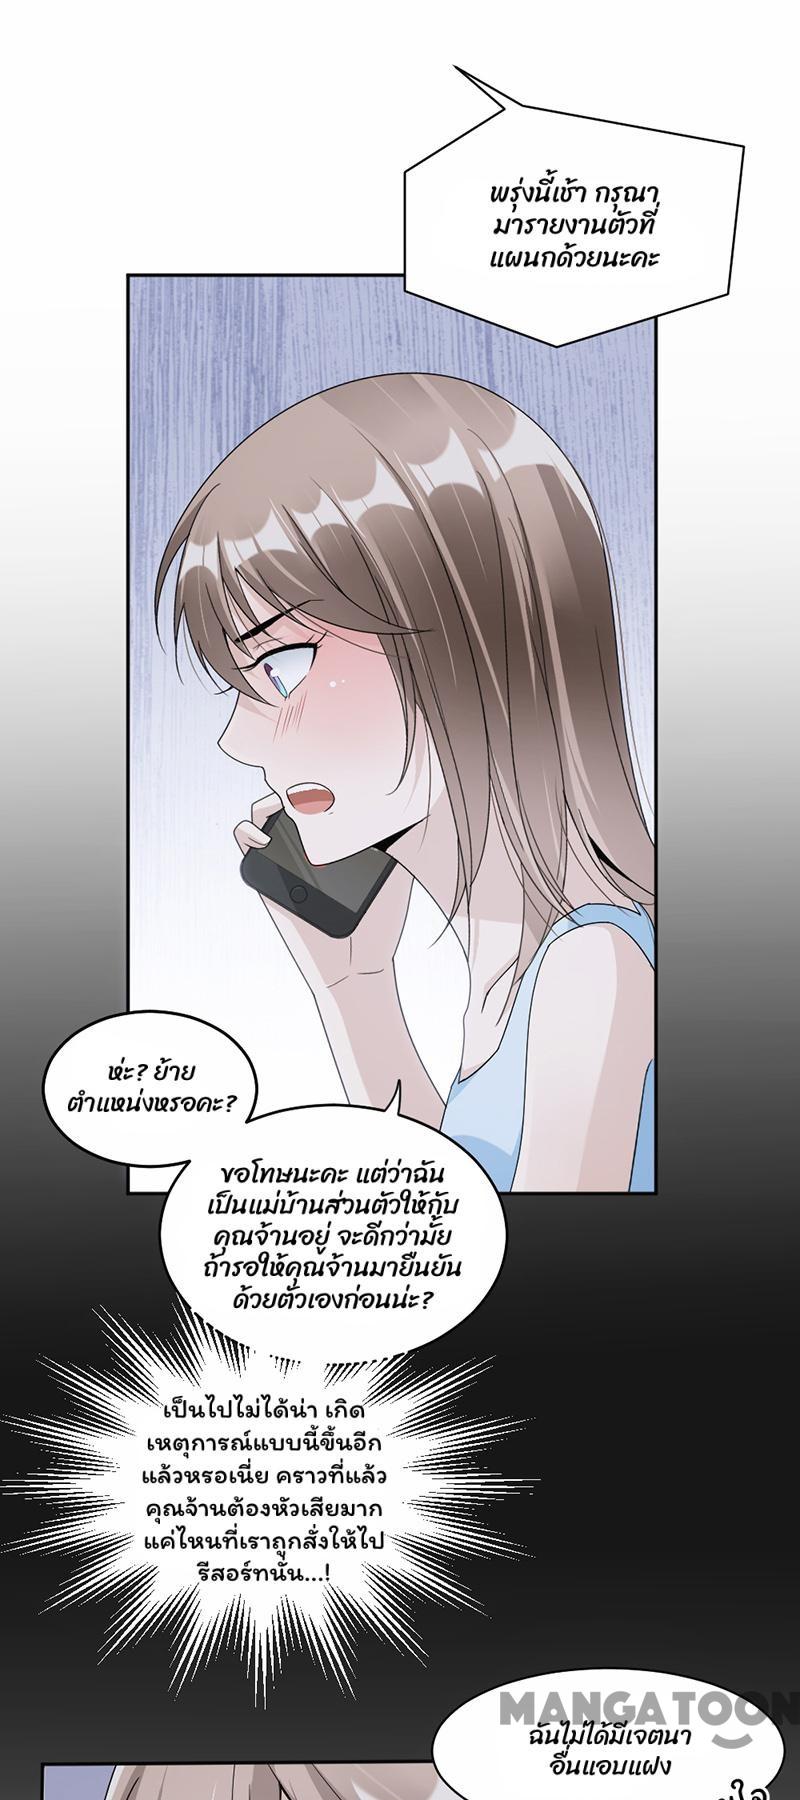 พรุ่งนี้เช้า กรุณา
มารายงานตัวที่
แผนกด้วยนะคะ
ห่ะ? ย้าย
ตำแหน่งหรอคะ?
ขอโทษนะคะ แต่ว่าฉัน
เป็นแม่บ้านส่วนตัวให้กับ
คุณจ้านอยู่ จะดีกว่ามั้ย
ถ้ารอให้คุณจ้านมายืนยัน
ด้วยตัวเองก่อนน่ะ?
เป็นไปไม่ได้น่า เกิด
เหตุการณ์แบบนี้ขึ้นอีก
แล้วหรอเนี่ย คราวที่แล้ว
คุณจ้านต้องหัวเสียมาก
แค่ไหนที่เราถูกสั่งให้ไป
รีสอร์ทนั่น...!
MANGATOON
ฉันไม่ได้มีเจตนา
อื่นแอบแฝง